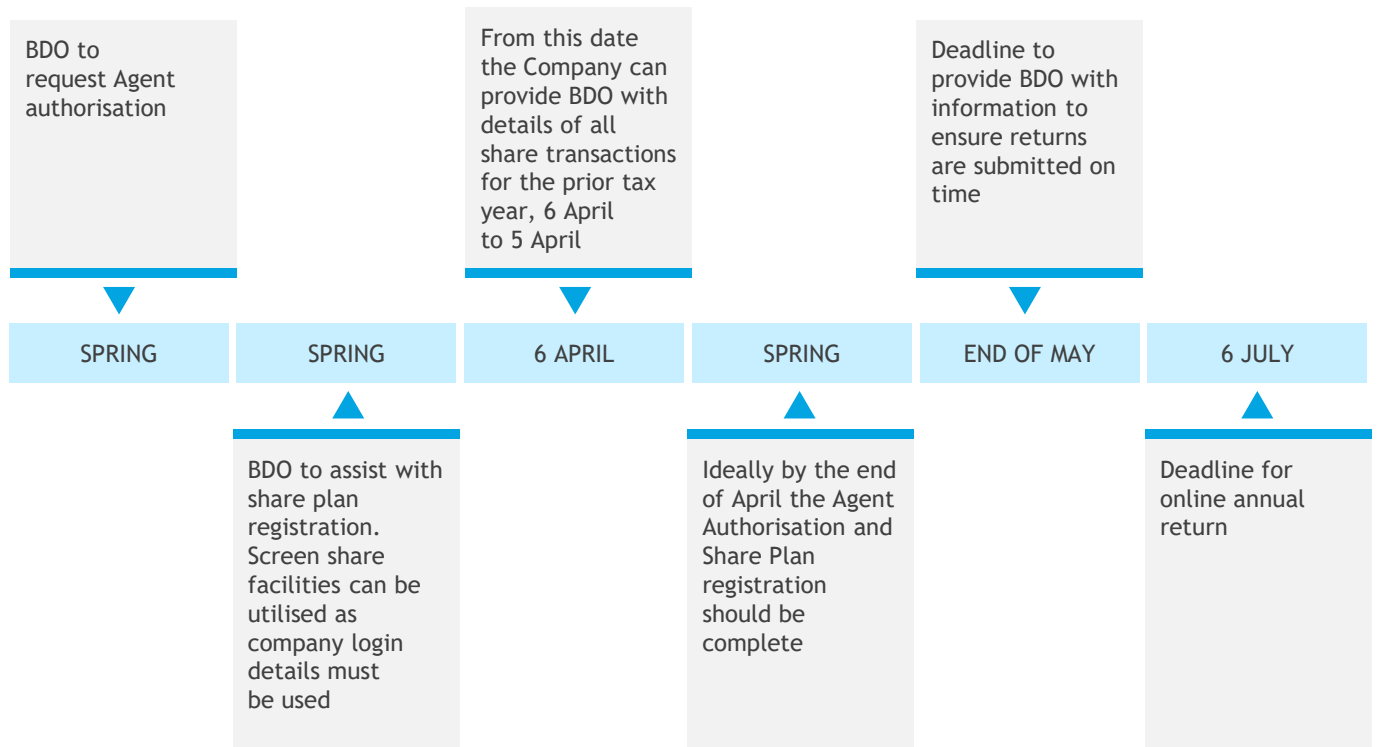 BDO to
request Agent
authorisation
From this date
the Company can
provide BDO with
details of all
share transactions
for the prior tax
year, 6 April
to 5 April
Deadline to
provide BDO with
information to
ensure returns
are submitted on
time
SPRING
SPRING
6 APRIL
SPRING
END OF MAY
6 JULY
BDO to assist with
share plan
registration.
Screen share
facilities can be
utilised as
company login
details must
be used
Ideally by the end
of April the Agent
Authorisation and
Share Plan
registration
should be
complete
Deadline for
online annual
return